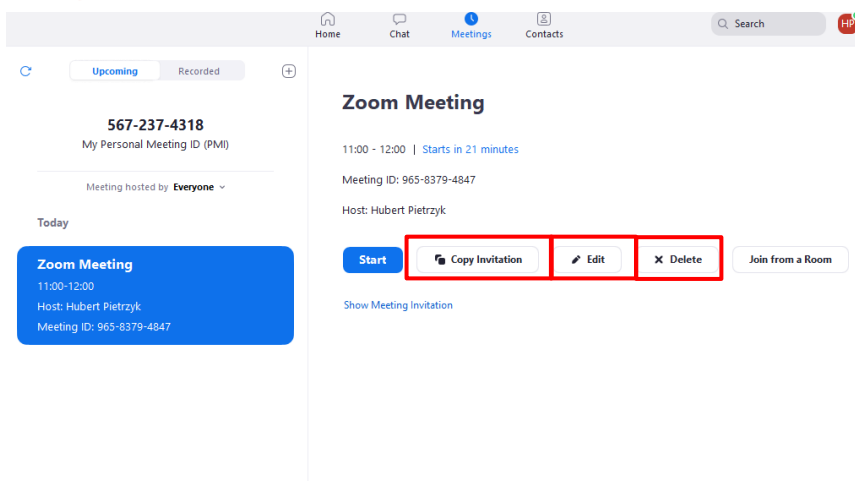 Home Chat Meetings Contacts
Search
HP
Upcoming Recorded
567-237-4318
My Personal Meeting ID (PMI)
Meeting hosted by Everyone
Today
Zoom Meeting
11:00-12:00
Host: Hubert Pietrzyk
Meeting ID: 965-8379-4847
Zoom Meeting
11:00 - 12:00 | Starts in 21 minutes
Meeting ID: 965-8379-4847
Host: Hubert Pietrzyk
Start Copy Invitation Edit Delete Join from a Room
Show Meeting Invitation